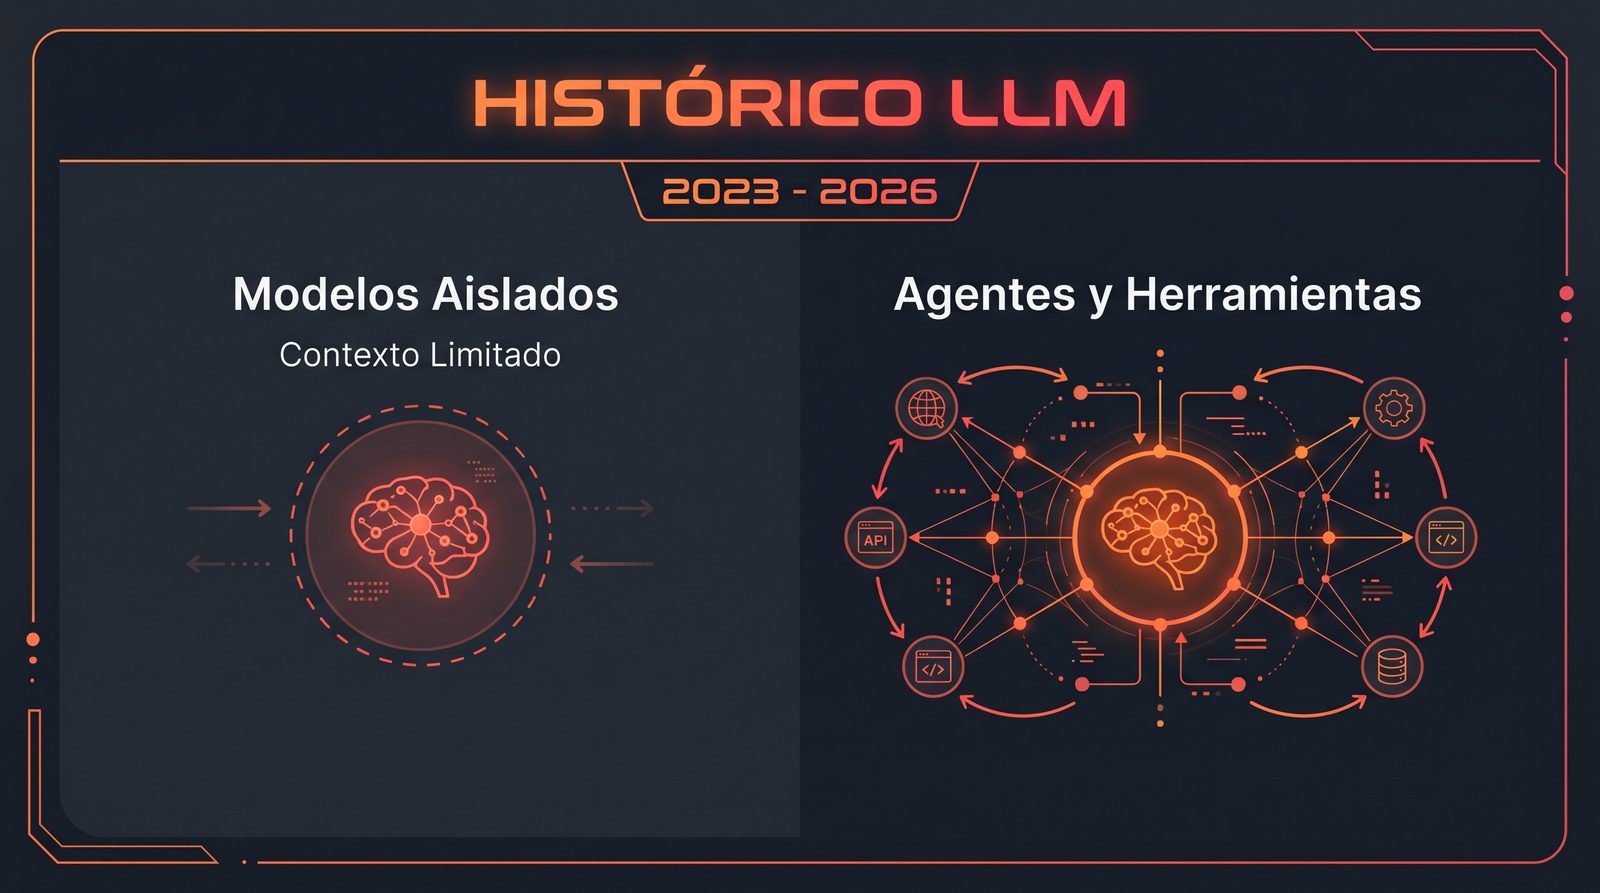 HISTÓRICO LLM
2023 - 2026
Modelos Aislados
Contexto Limitado
Agentes y Herramientas
API
</>
</>